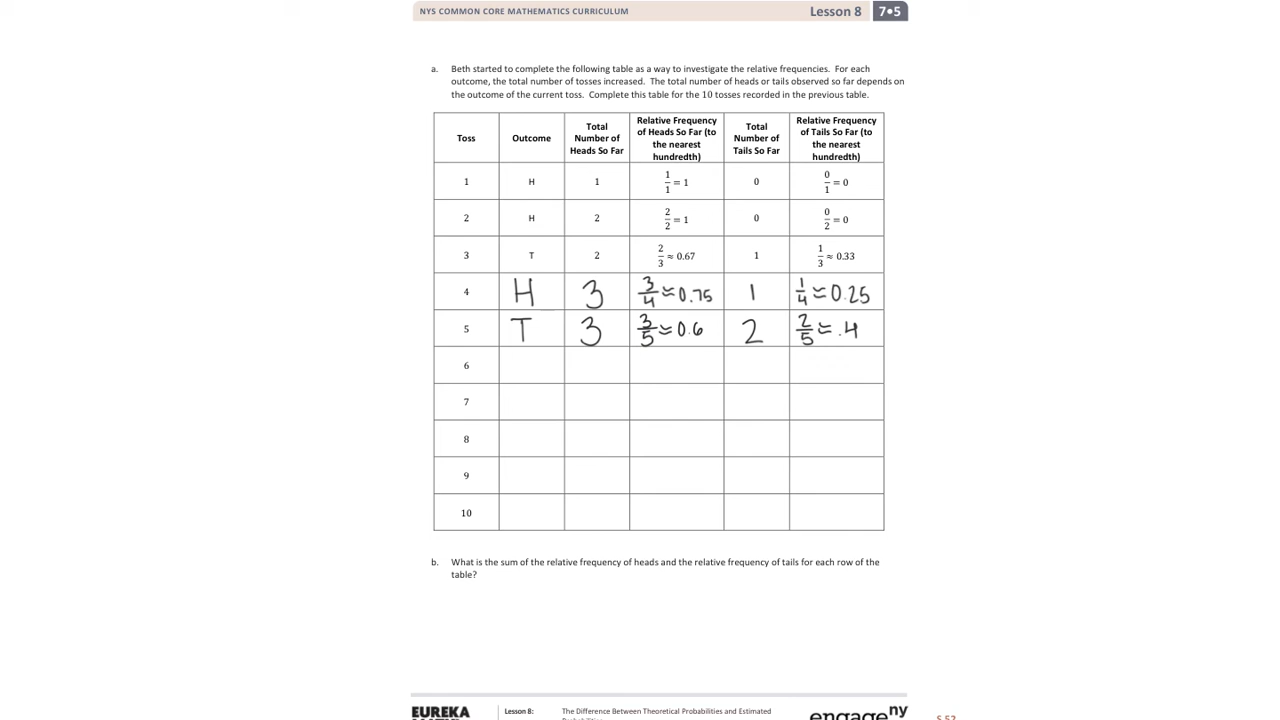 NYS COMMON CORE MATHEMATICS CURRICULUM Lesson 8 7•5
a. Beth started to complete the following table as a way to investigate the relative frequencies. For each
outcome, the total number of tosses increased. The total number of heads or tails observed so far depends on
the outcome of the current toss. Complete this table for the 10 tosses recorded in the previous table.
Toss Outcome Total Number of Heads So Far Relative Frequency of Heads So Far (to the nearest hundredth) Total Number of Tails So Far Relative Frequency of Tails So Far (to the nearest hundredth)
1 H 1 1/1 = 1 0 0/1 = 0
2 H 2 2/2 = 1 0 0/2 = 0
3 T 2 2/3 ≈ 0.67 1 1/3 ≈ 0.33
4 H 3 3/4 ≈ 0.75 1 1/4 ≈ 0.25
5 T 3 3/5 ≈ 0.6 2 2/5 ≈ .4
6
7
8
9
10
b. What is the sum of the relative frequency of heads and the relative frequency of tails for each row of the
table?
EUREKA Lesson 8: The Difference Between Theoretical Probabilities and Estimated engage ny